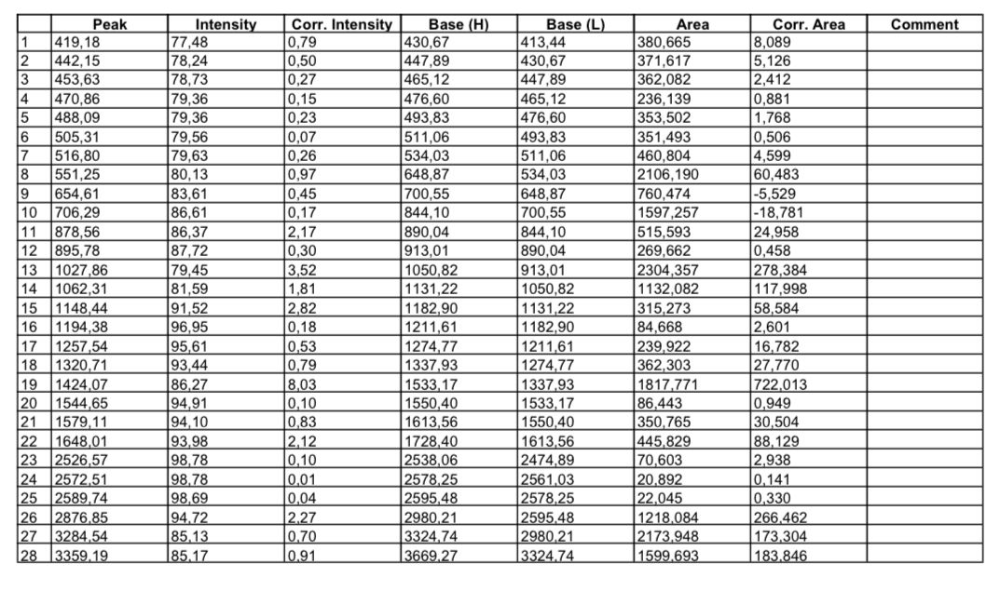 Peak Intensity Corr. Intensity Base (H) Base (L) Area Corr. Area Comment
1 419,18 77,48 0,79 430,67 413,44 380,665 8,089
2 442,15 78,24 0,50 447,89 430,67 371,617 5,126
3 453,63 78,73 0,27 465,12 447,89 362,082 2,412
4 470,86 79,36 0,15 476,60 465,12 236,139 0,881
5 488,09 79,36 0,23 493,83 476,60 353,502 1,768
6 505,31 79,56 0,07 511,06 493,83 351,493 0,506
7 516,80 79,63 0,26 534,03 511,06 460,804 4,599
8 551,25 80,13 0,97 648,87 534,03 2106,190 60,483
9 654,61 83,61 0,45 700,55 648,87 760,474 -5,529
10 706,29 86,61 0,17 844,10 700,55 1597,257 -18,781
11 878,56 86,37 2,17 890,04 844,10 515,593 24,958
12 895,78 87,72 0,30 913,01 890,04 269,662 0,458
13 1027,86 79,45 3,52 1050,82 913,01 2304,357 278,384
14 1062,31 81,59 1,81 1131,22 1050,82 1132,082 117,998
15 1148,44 91,52 2,82 1182,90 1131,22 315,273 58,584
16 1194,38 96,95 0,18 1211,61 1182,90 84,668 2,601
17 1257,54 95,61 0,53 1274,77 1211,61 239,922 16,782
18 1320,71 93,44 0,79 1337,93 1274,77 362,303 27,770
19 1424,07 86,27 8,03 1533,17 1337,93 1817,771 722,013
20 1544,65 94,91 0,10 1550,40 1533,17 86,443 0,949
21 1579,11 94,10 0,83 1613,56 1550,40 350,765 30,504
22 1648,01 93,98 2,12 1728,40 1613,56 445,829 88,129
23 2526,57 98,78 0,10 2538,06 2474,89 70,603 2,938
24 2572,51 98,78 0,01 2578,25 2561,03 20,892 0,141
25 2589,74 98,69 0,04 2595,48 2578,25 22,045 0,330
26 2876,85 94,72 2,27 2980,21 2595,48 1218,084 266,462
27 3284,54 85,13 0,70 3324,74 2980,21 2173,948 173,304
28 3359,19 85,17 0,91 3669,27 3324,74 1599,693 183,846